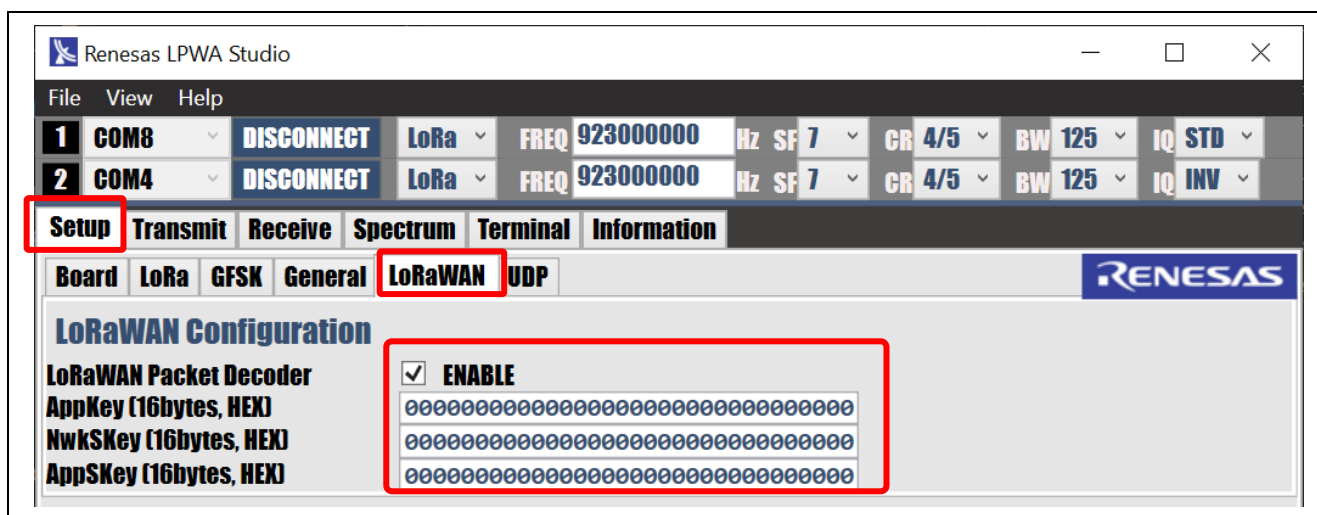 Renesas LPWA Studio
File View Help
1 COM8 DISCONNECT LoRa FREQ 923000000 Hz SF 7 CR 4/5 BW 125 IQ STD
2 COM4 DISCONNECT LoRa FREQ 923000000 Hz SF 7 CR 4/5 BW 125 IQ INV
Setup Transmit Receive Spectrum Terminal Information
Board LoRa GFSK General LoRaWAN UDP RENESAS
LoRaWAN Configuration
LoRaWAN Packet Decoder ENABLE
AppKey (16bytes, HEX) 00000000000000000000000000000000
NwkSKey (16bytes, HEX) 00000000000000000000000000000000
AppSKey (16bytes, HEX) 00000000000000000000000000000000